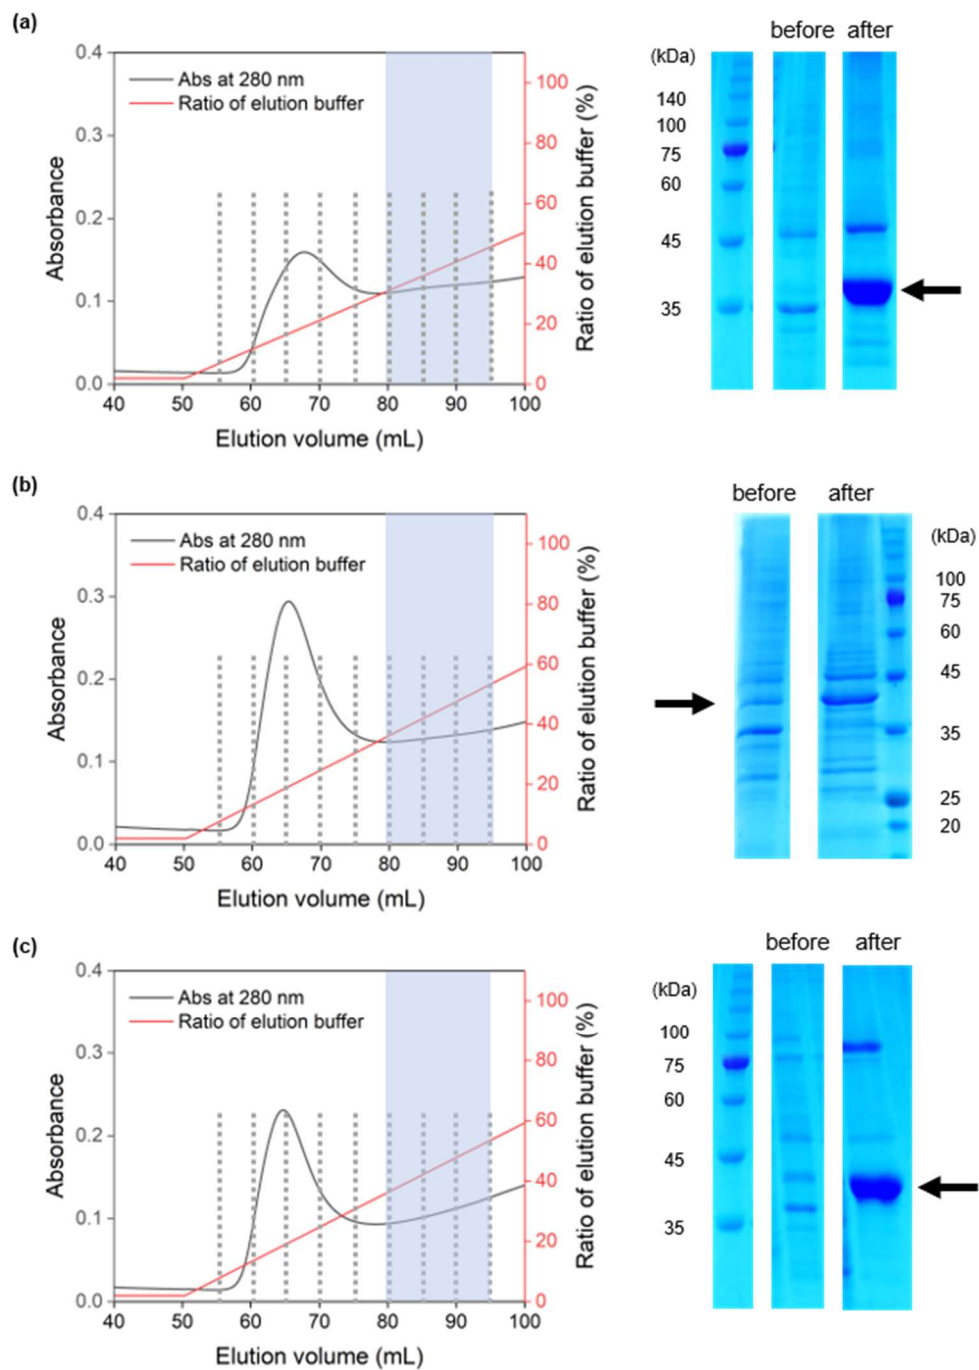 (a)
0.4
0.3
0.2
0.1
0.0
Absorbance
Abs at 280 nm
Ratio of elution buffer
100
80
60
40
20
0
Ratio of elution buffer (%)
40 50 60 70 80 90 100
Elution volume (mL)
before after
(kDa)
140
100
75
60
45
35
(b)
0.4
0.3
0.2
0.1
0.0
Absorbance
Abs at 280 nm
Ratio of elution buffer
100
80
60
40
20
0
Ratio of elution buffer (%)
40 50 60 70 80 90 100
Elution volume (mL)
before after
(kDa)
100
75
60
45
35
25
20
(c)
0.4
0.3
0.2
0.1
0.0
Absorbance
Abs at 280 nm
Ratio of elution buffer
100
80
60
40
20
0
Ratio of elution buffer (%)
40 50 60 70 80 90 100
Elution volume (mL)
before after
(kDa)
100
75
60
45
35